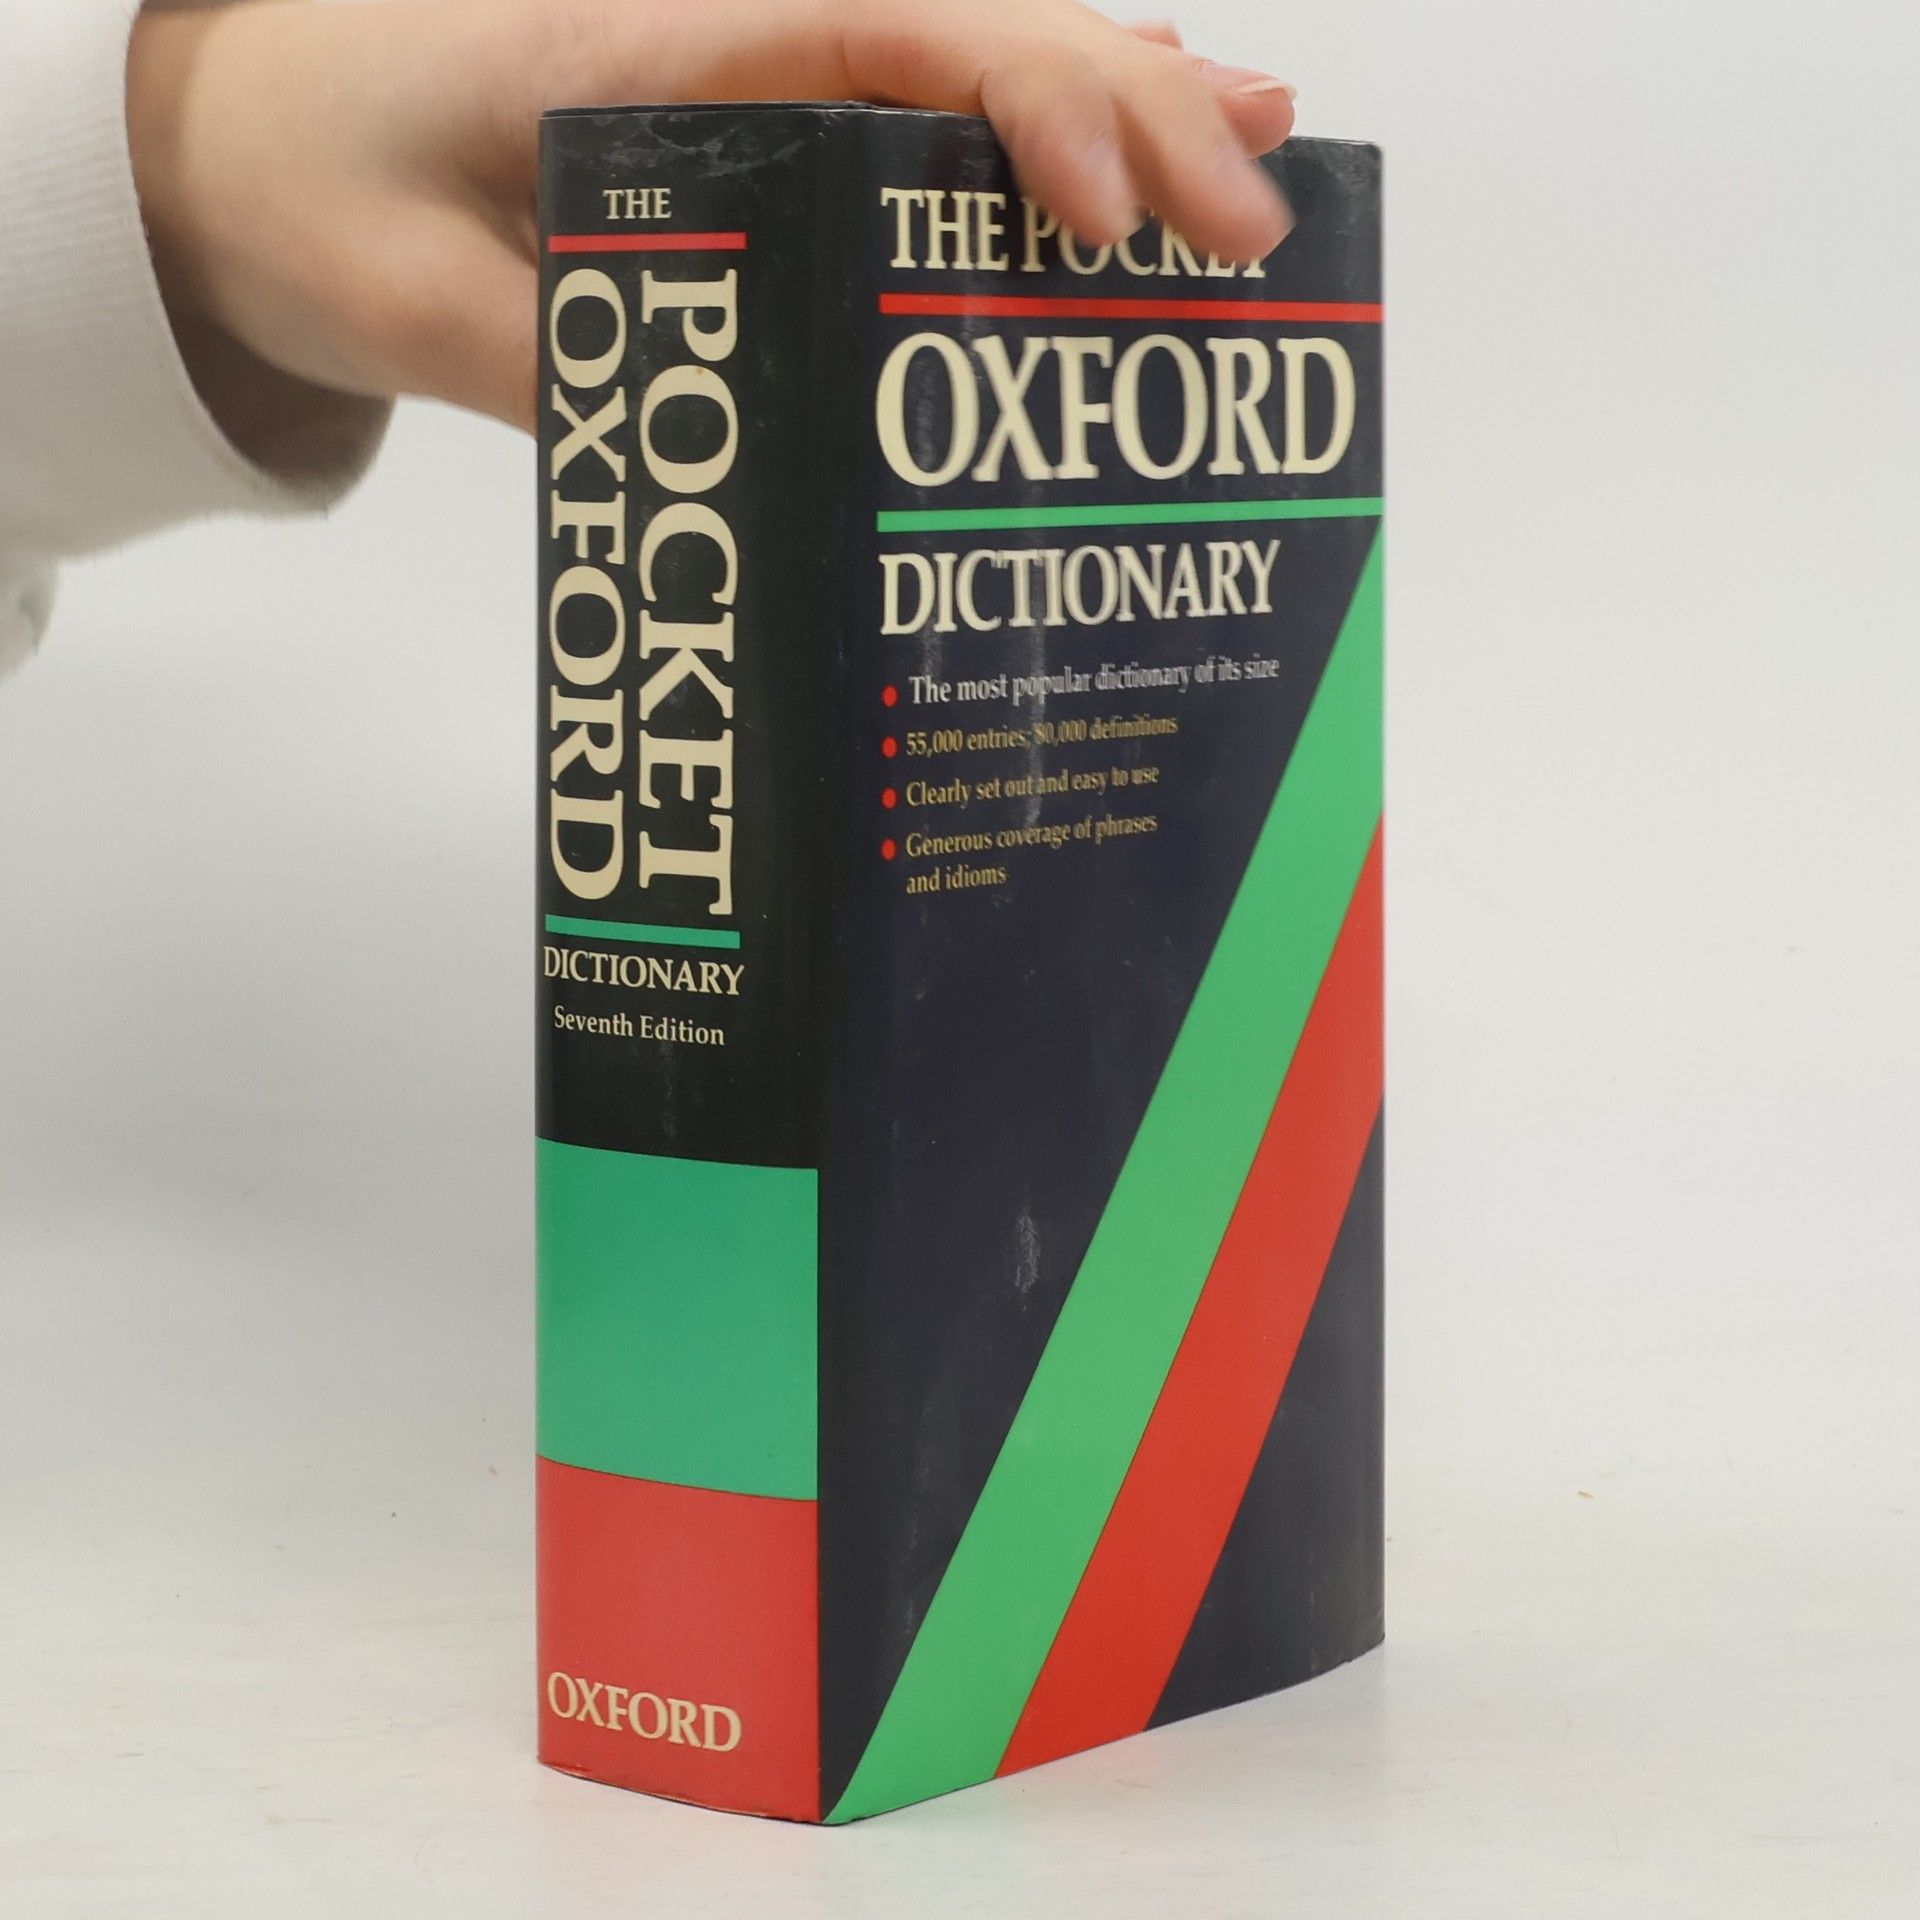 THE
POCKET
OXFORD
DICTIONARY
Seventh Edition
OXFORD
THE POCKET
OXFORD
DICTIONARY
The most popular dictionary of its size
55,000 entries; 80,000 definitions
Clearly set out and easy to use
Generous coverage of phrases
and idioms